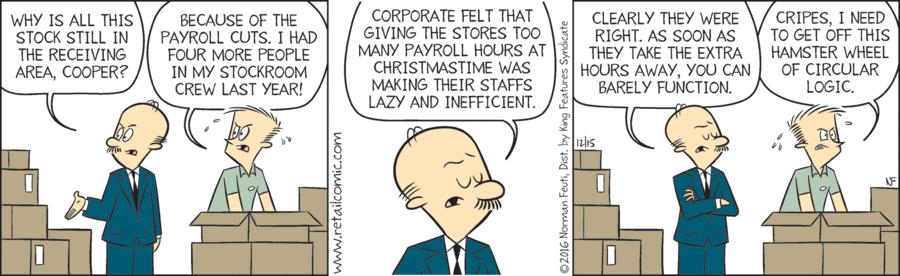 WHY IS ALL THIS
STOCK STILL IN
THE RECEIVING
AREA, COOPER?
BECAUSE OF THE
PAYROLL CUTS. I HAD
FOUR MORE PEOPLE
IN MY STOCKROOM
CREW LAST YEAR!
www.retailcomic.com
CORPORATE FELT THAT
GIVING THE STORES TOO
MANY PAYROLL HOURS AT
CHRISTMASTIME WAS
MAKING THEIR STAFFS
LAZY AND INEFFICIENT.
©2016 Norman Feuti, Dist. by King Features Syndicate
CLEARLY THEY WERE
RIGHT. AS SOON AS
THEY TAKE THE EXTRA
HOURS AWAY, YOU CAN
BARELY FUNCTION.
12/15
CRIPES, I NEED
TO GET OFF THIS
HAMSTER WHEEL
OF CIRCULAR
LOGIC.
NF